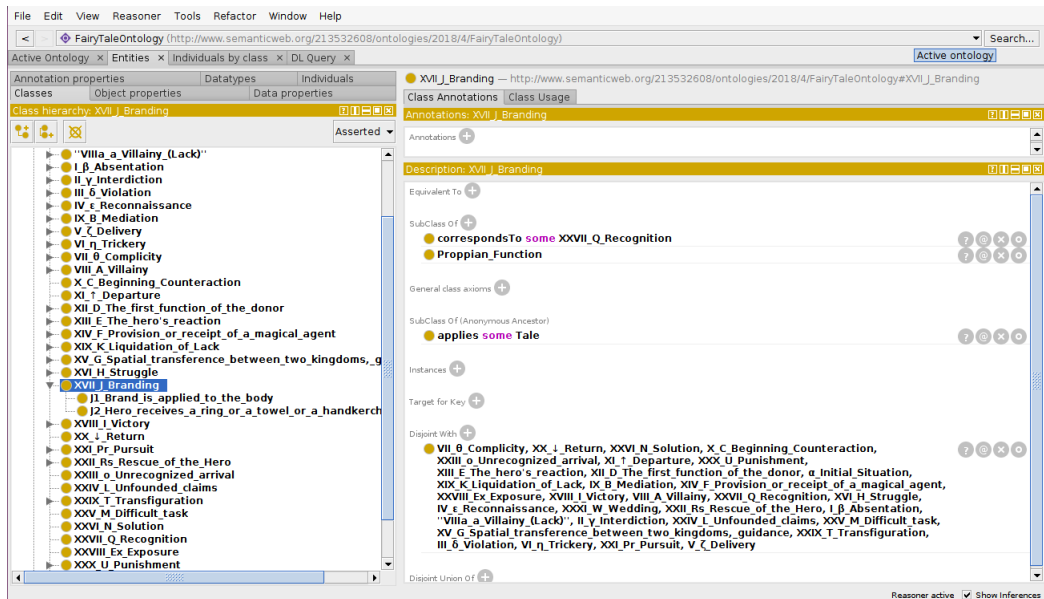 File Edit View Reasoner Tools Refactor Window Help
< > FairyTaleOntology (http://www.semanticweb.org/213532608/ontologies/2018/4/FairyTaleOntology) Search...
Active Ontology × Entities × Individuals by class × DL Query ×
Active ontology
Annotation properties Datatypes Individuals
Classes Object properties Data properties
Class hierarchy: XVII_J_Branding
Asserted
"VIIIa_a_Villainy_(Lack)"
I_β_Absentation
II_γ_Interdiction
III_δ_Violation
IV_ε_Reconnaissance
IX_B_Mediation
V_ζ_Delivery
VI_η_Trickery
VII_θ_Complicity
VIII_A_Villainy
X_C_Beginning_Counteraction
XI_↑_Departure
XII_D_The_first_function_of_the_donor
XIII_E_The_hero's_reaction
XIV_F_Provision_or_receipt_of_a_magical_agent
XIX_K_Liquidation_of_Lack
XV_G_Spatial_transference_between_two_kingdoms,_g
XVI_H_Struggle
XVII_J_Branding
J1_Brand_is_applied_to_the_body
J2_Hero_receives_a_ring_or_a_towel_or_a_handkerch
XVIII_I_Victory
XX_↓_Return
XXI_Pr_Pursuit
XXII_Rs_Rescue_of_the_Hero
XXIII_o_Unrecognized_arrival
XXIV_L_Unfounded_claims
XXIX_T_Transfiguration
XXV_M_Difficult_task
XXVI_N_Solution
XXVII_Q_Recognition
XXVIII_Ex_Exposure
XXX_U_Punishment
XVII_J_Branding — http://www.semanticweb.org/213532608/ontologies/2018/4/FairyTaleOntology#XVII_J_Branding
Class Annotations Class Usage
Annotations: XVII_J_Branding
Annotations
Description: XVII_J_Branding
Equivalent To
SubClass Of
correspondsTo some XXVII_Q_Recognition
Proppian_Function
General class axioms
SubClass Of (Anonymous Ancestor)
applies some Tale
Instances
Target for Key
Disjoint With
VII_θ_Complicity, XX_↓_Return, XXVI_N_Solution, X_C_Beginning_Counteraction,
XXIII_o_Unrecognized_arrival, XI_↑_Departure, XXX_U_Punishment,
XIII_E_The_hero's_reaction, XII_D_The_first_function_of_the_donor, α_Initial_Situation,
XIX_K_Liquidation_of_Lack, IX_B_Mediation, XIV_F_Provision_or_receipt_of_a_magical_agent,
XXVIII_Ex_Exposure, XVIII_I_Victory, VIII_A_Villainy, XXVII_Q_Recognition, XVI_H_Struggle,
IV_ε_Reconnaissance, XXXI_W_Wedding, XXII_Rs_Rescue_of_the_Hero, I_β_Absentation,
"VIIIa_a_Villainy_(Lack)", II_γ_Interdiction, XXIV_L_Unfounded_claims, XXV_M_Difficult_task,
XV_G_Spatial_transference_between_two_kingdoms,_guidance, XXIX_T_Transfiguration,
III_δ_Violation, VI_η_Trickery, XXI_Pr_Pursuit, V_ζ_Delivery
Disjoint Union Of
Reasoner active Show Inferences